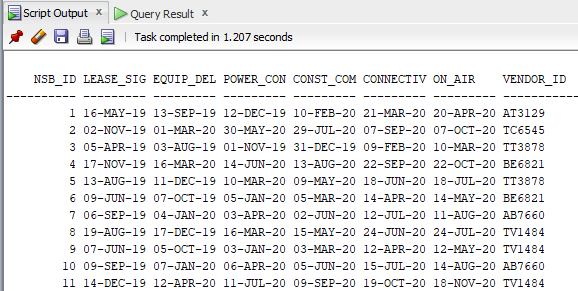 Script Output x Query Result x
Task completed in 1.207 seconds
NSB_ID LEASE_SIG EQUIP_DEL POWER_CON CONST_COM CONNECTIV ON_AIR VENDOR_ID
---------- --------- --------- --------- --------- --------- --------- ----------
1 16-MAY-19 13-SEP-19 12-DEC-19 10-FEB-20 21-MAR-20 20-APR-20 AT3129
2 02-NOV-19 01-MAR-20 30-MAY-20 29-JUL-20 07-SEP-20 07-OCT-20 TC6545
3 05-APR-19 03-AUG-19 01-NOV-19 31-DEC-19 09-FEB-20 10-MAR-20 TT3878
4 17-NOV-19 16-MAR-20 14-JUN-20 13-AUG-20 22-SEP-20 22-OCT-20 BE6821
5 13-AUG-19 11-DEC-19 10-MAR-20 09-MAY-20 18-JUN-20 18-JUL-20 TT3878
6 09-JUN-19 07-OCT-19 05-JAN-20 05-MAR-20 14-APR-20 14-MAY-20 BE6821
7 06-SEP-19 04-JAN-20 03-APR-20 02-JUN-20 12-JUL-20 11-AUG-20 AB7660
8 19-AUG-19 17-DEC-19 16-MAR-20 15-MAY-20 24-JUN-20 24-JUL-20 TV1484
9 07-JUN-19 05-OCT-19 03-JAN-20 03-MAR-20 12-APR-20 12-MAY-20 TV1484
10 09-SEP-19 07-JAN-20 06-APR-20 05-JUN-20 15-JUL-20 14-AUG-20 AB7660
11 14-DEC-19 12-APR-20 11-JUL-20 09-SEP-20 19-OCT-20 18-NOV-20 TV1484